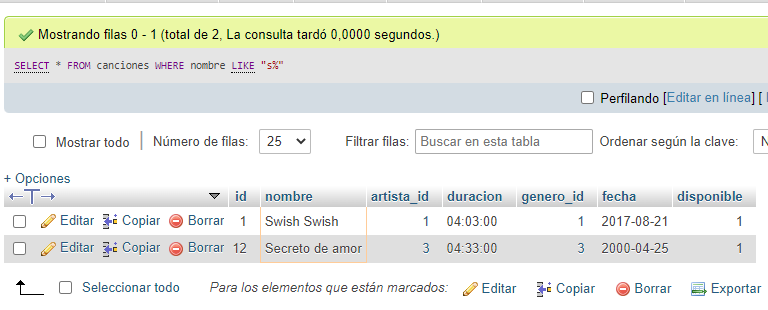 Mostrando filas 0 - 1 (total de 2, La consulta tardó 0,0000 segundos.)
SELECT * FROM canciones WHERE nombre LIKE "s%"
Perfilando [Editar en línea] [
Mostrar todo | Número de filas: 25 Filtrar filas: Buscar en esta tabla Ordenar según la clave: N
+ Opciones
id nombre artista_id duracion genero_id fecha disponible
Editar Copiar Borrar 1 Swish Swish 1 04:03:00 1 2017-08-21 1
Editar Copiar Borrar 12 Secreto de amor 3 04:33:00 3 2000-04-25 1
Seleccionar todo Para los elementos que están marcados: Editar Copiar Borrar Exportar